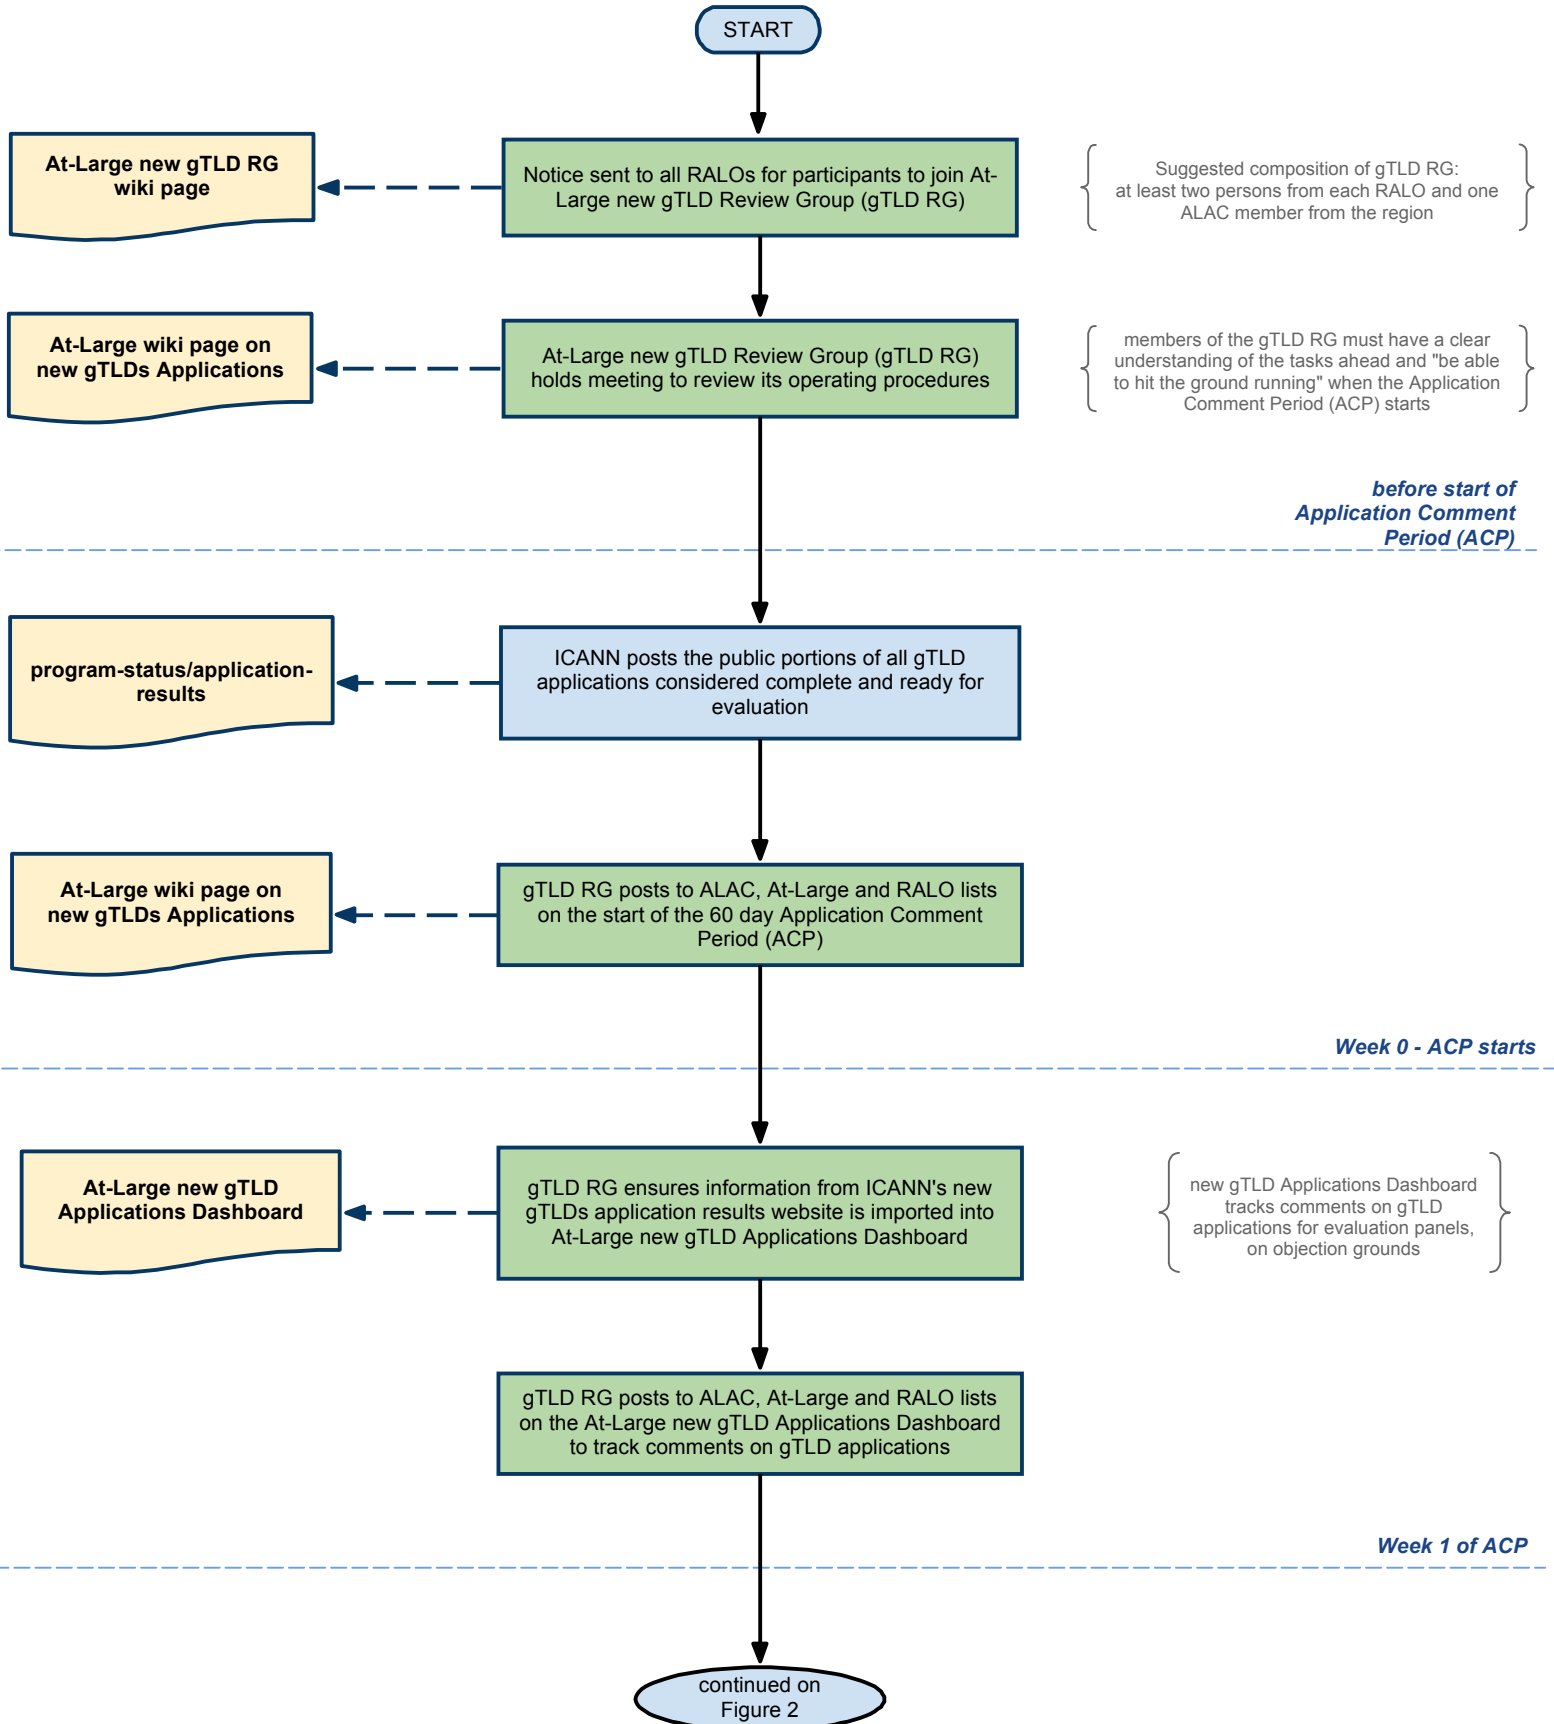 START
At-Large new gTLD RG
wiki page
Notice sent to all RALOs for participants to join At-
Large new gTLD Review Group (gTLD RG)
Suggested composition of gTLD RG:
at least two persons from each RALO and one
ALAC member from the region
At-Large wiki page on
new gTLDs Applications
At-Large new gTLD Review Group (gTLD RG)
holds meeting to review its operating procedures
members of the gTLD RG must have a clear
understanding of the tasks ahead and "be able
to hit the ground running" when the Application
Comment Period (ACP) starts
before start of
Application Comment
Period (ACP)
program-status/application-
results
ICANN posts the public portions of all gTLD
applications considered complete and ready for
evaluation
At-Large wiki page on
new gTLDs Applications
gTLD RG posts to ALAC, At-Large and RALO lists
on the start of the 60 day Application Comment
Period (ACP)
Week 0 - ACP starts
At-Large new gTLD
Applications Dashboard
gTLD RG ensures information from ICANN's new
gTLDs application results website is imported into
At-Large new gTLD Applications Dashboard
new gTLD Applications Dashboard
tracks comments on gTLD
applications for evaluation panels,
on objection grounds
gTLD RG posts to ALAC, At-Large and RALO lists
on the At-Large new gTLD Applications Dashboard
to track comments on gTLD applications
Week 1 of ACP
continued on
Figure 2